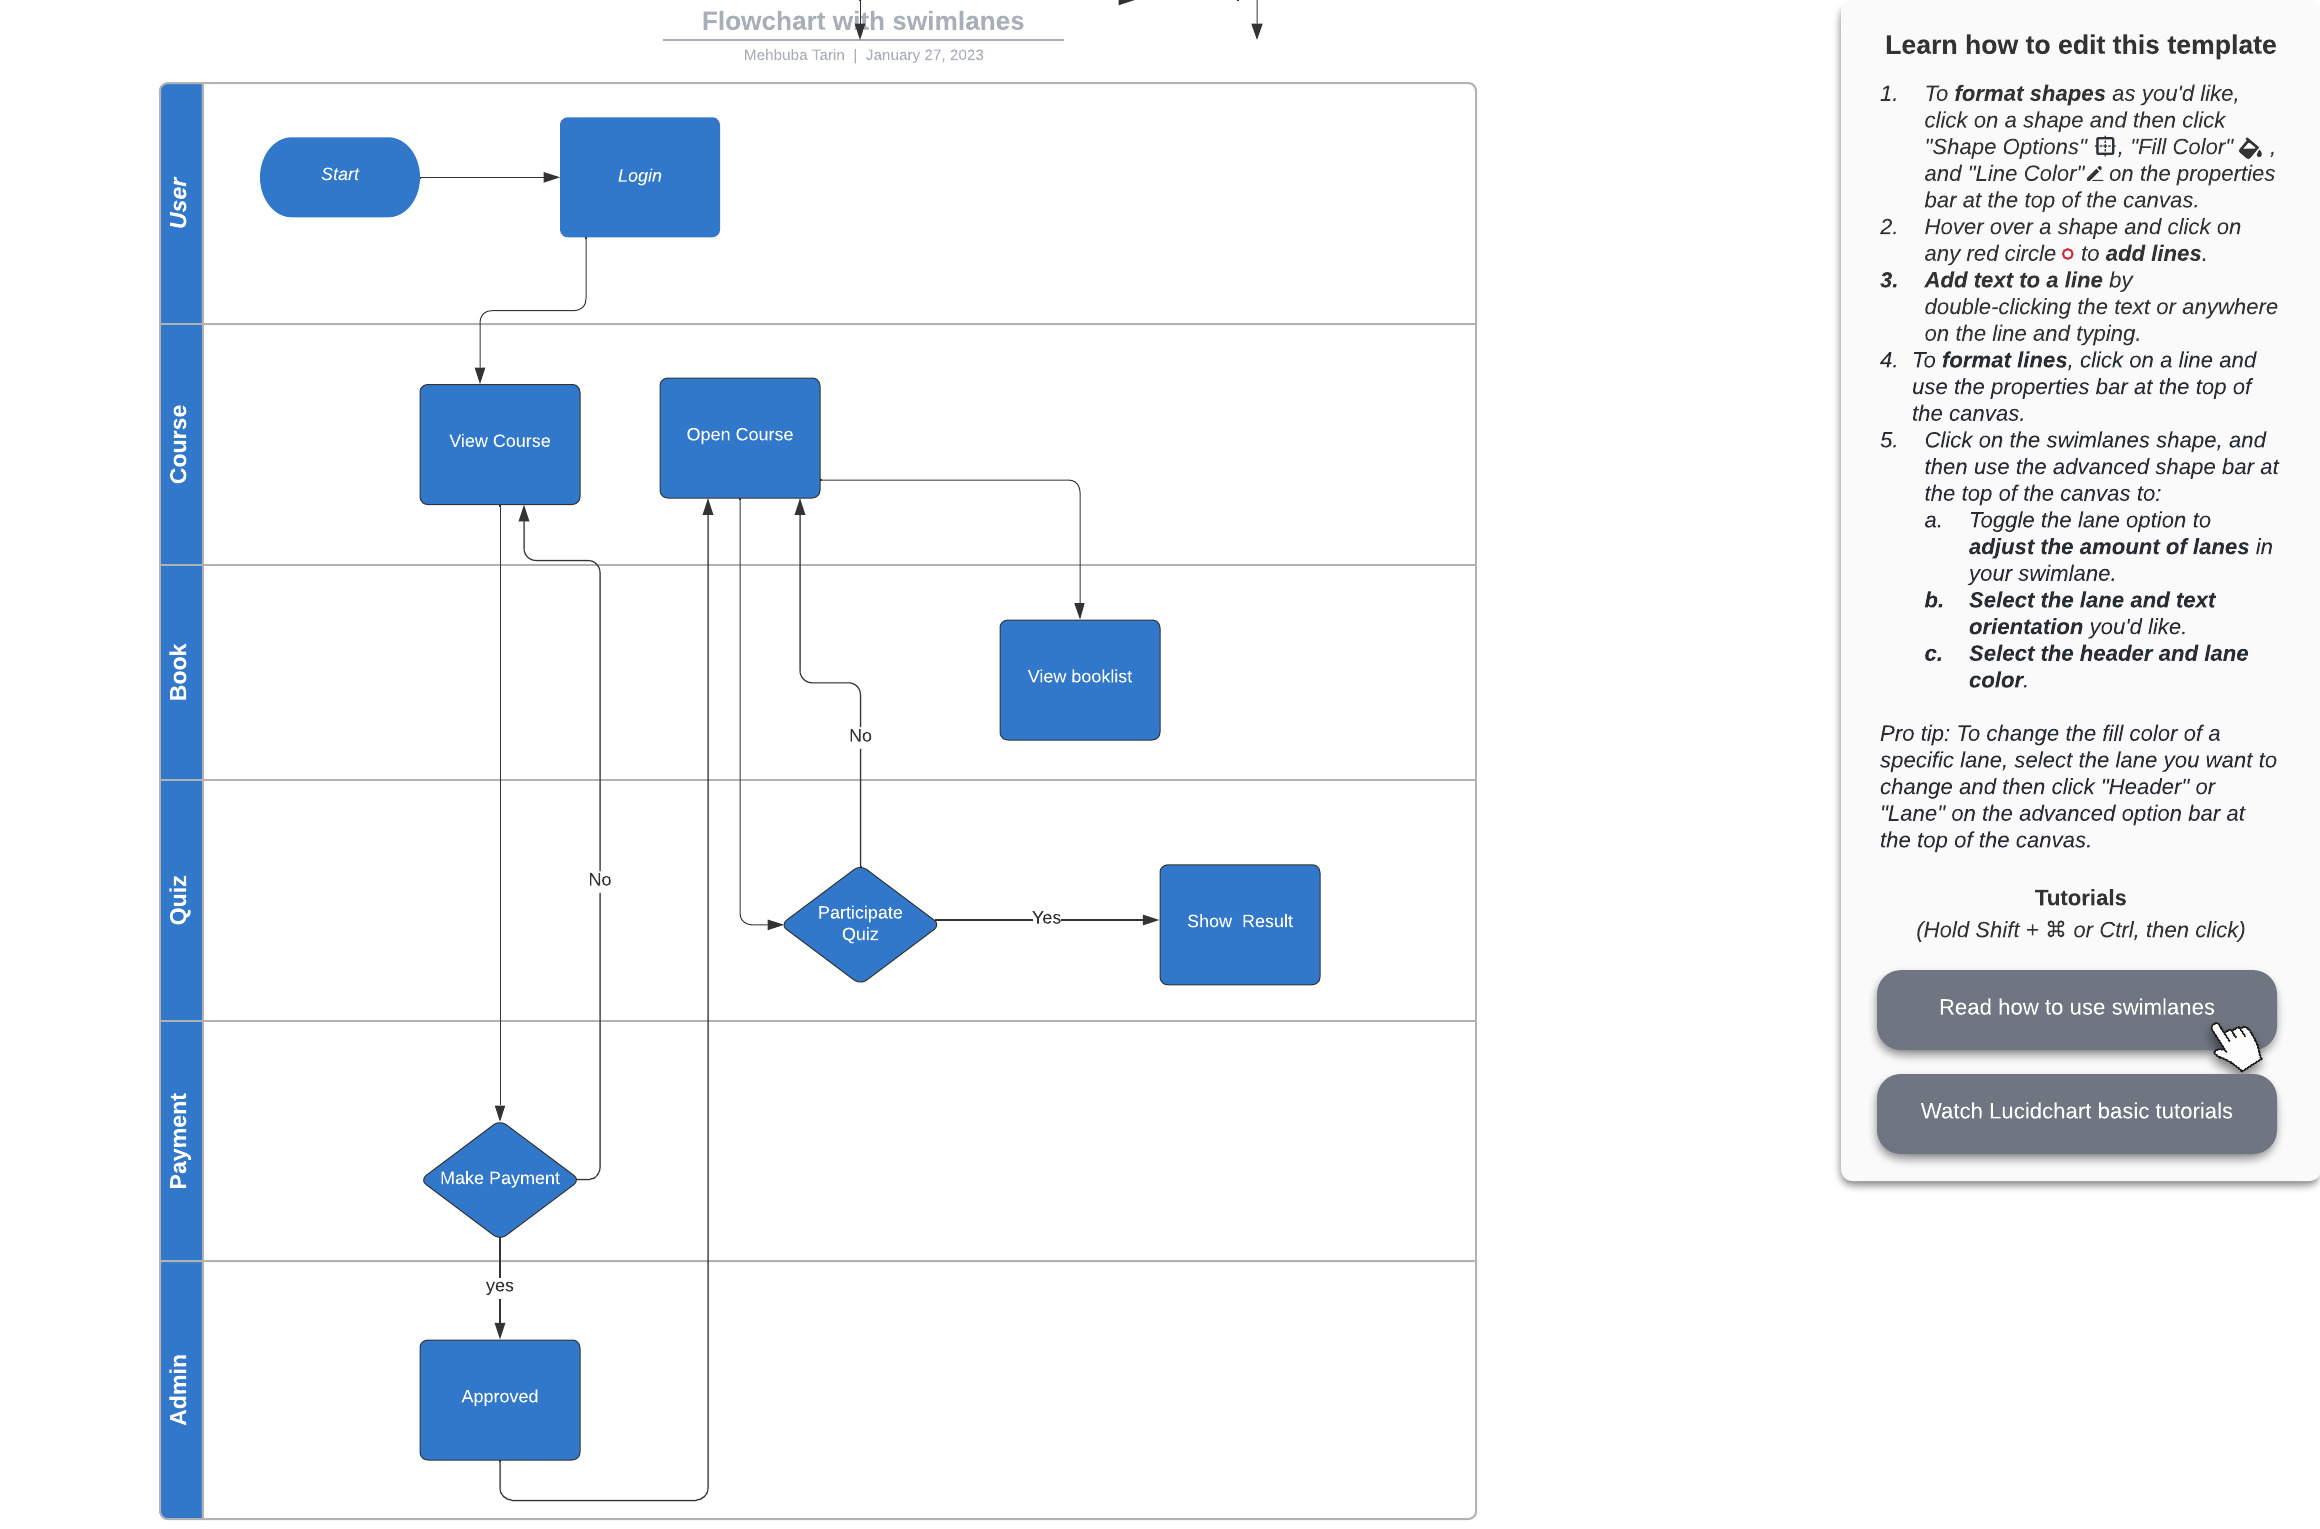 Flowchart with swimlanes
Mehbuba Tarin | January 27, 2023
User
Start
Login
Course
View Course
Open Course
Book
View booklist
No
Quiz
No
Participate
Quiz
Yes
Show Result
Payment
Make Payment
yes
Admin
Approved
Learn how to edit this template
1. To format shapes as you'd like,
click on a shape and then click
"Shape Options" , "Fill Color" ,
and "Line Color" on the properties
bar at the top of the canvas.
2. Hover over a shape and click on
any red circle to add lines.
3. Add text to a line by
double-clicking the text or anywhere
on the line and typing.
4. To format lines, click on a line and
use the properties bar at the top of
the canvas.
5. Click on the swimlanes shape, and
then use the advanced shape bar at
the top of the canvas to:
a. Toggle the lane option to
adjust the amount of lanes in
your swimlane.
b. Select the lane and text
orientation you'd like.
c. Select the header and lane
color.
Pro tip: To change the fill color of a
specific lane, select the lane you want to
change and then click "Header" or
"Lane" on the advanced option bar at
the top of the canvas.
Tutorials
(Hold Shift + ⌘ or Ctrl, then click)
Read how to use swimlanes
Watch Lucidchart basic tutorials